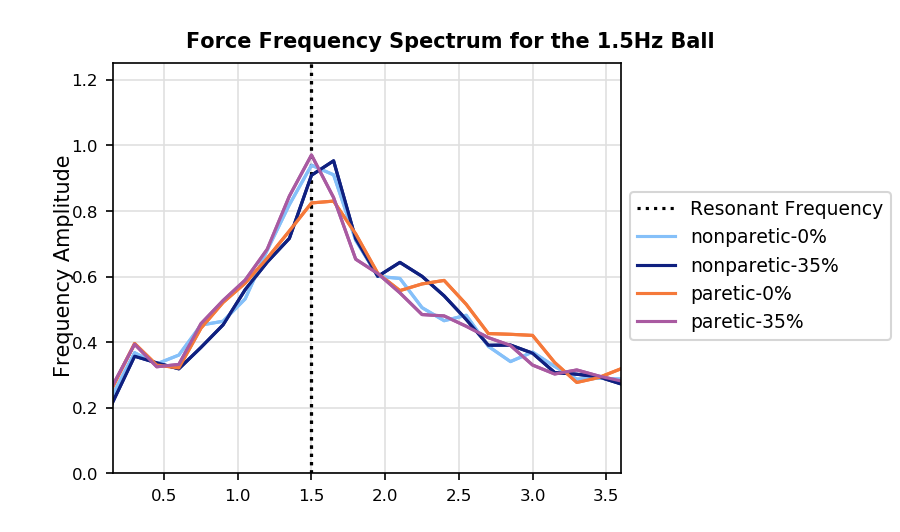 Force Frequency Spectrum for the 1.5Hz Ball
Frequency Amplitude
1.2
1.0
0.8
0.6
0.4
0.2
0.0
0.5
1.0
1.5
2.0
2.5
3.0
3.5
Resonant Frequency
nonparetic-0%
nonparetic-35%
paretic-0%
paretic-35%